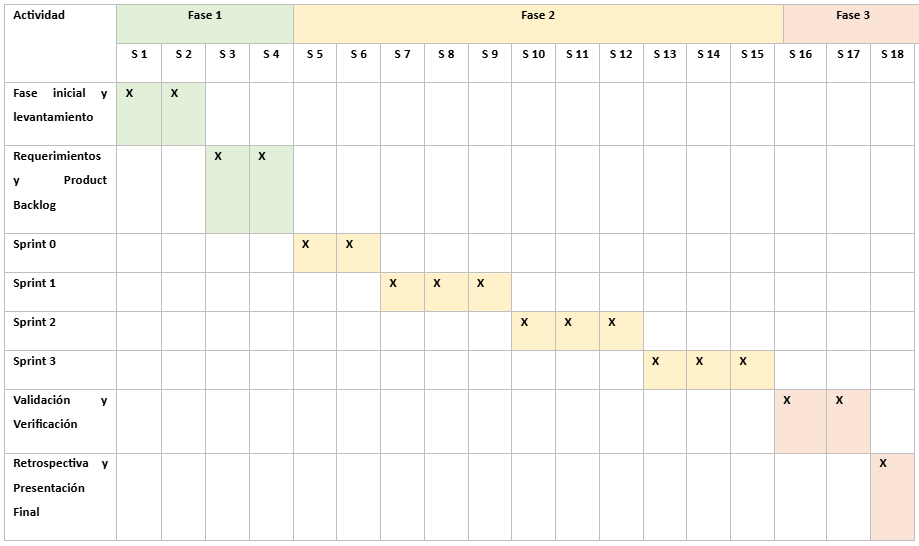 Actividad Fase 1 Fase 2 Fase 3
S 1 S 2 S 3 S 4 S 5 S 6 S 7 S 8 S 9 S 10 S 11 S 12 S 13 S 14 S 15 S 16 S 17 S 18
Fase inicial y X X
levantamiento
Requerimientos X X
y Product
Backlog
Sprint 0 X X
Sprint 1 X X X
Sprint 2 X X X
Sprint 3 X X X
Validación y X X
Verificación
Retrospectiva y X
Presentación
Final